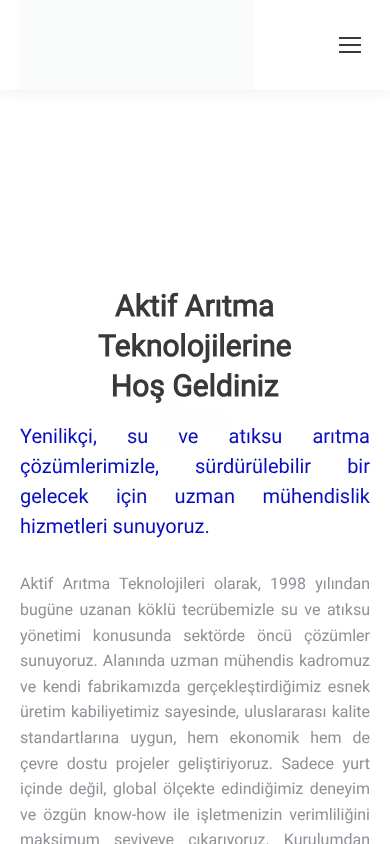 Aktif Arıtma
Teknolojilerine
Hoş Geldiniz
Yenilikçi, su ve atıksu arıtma
çözümlerimizle, sürdürülebilir bir
gelecek için uzman mühendislik
hizmetleri sunuyoruz.
Aktif Arıtma Teknolojileri olarak, 1998 yılından
bugüne uzanan köklü tecrübemizle su ve atıksu
yönetimi konusunda sektörde öncü çözümler
sunuyoruz. Alanında uzman mühendis kadromuz
ve kendi fabrikamızda gerçekleştirdiğimiz esnek
üretim kabiliyetimiz sayesinde, uluslararası kalite
standartlarına uygun, hem ekonomik hem de
çevre dostu projeler geliştiriyoruz. Sadece yurt
içinde değil, global ölçekte edindiğimiz deneyim
ve özgün know-how ile işletmenizin verimliliğini
maksimum seviyeye çıkarıyoruz. Kurulumdan